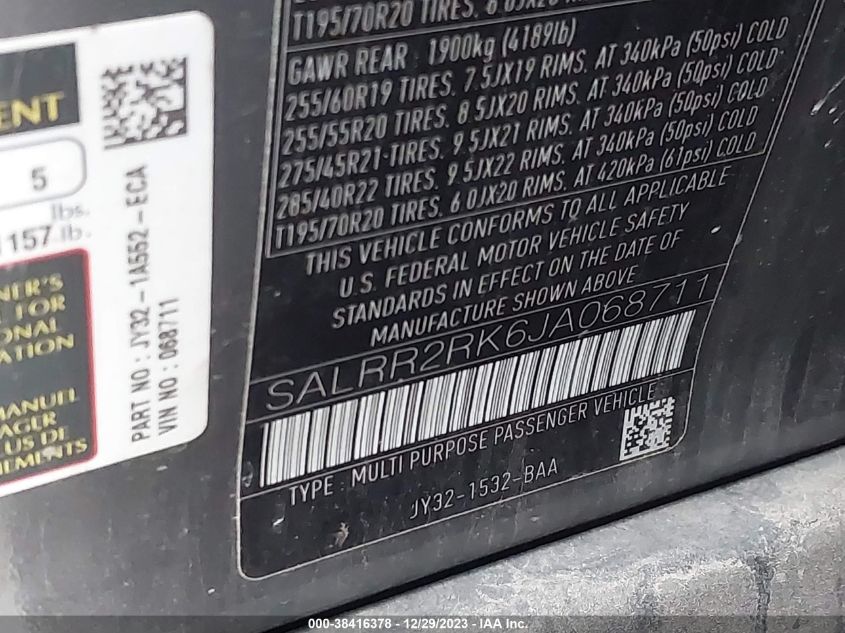 T195/70R20 TIRES,
GAWR REAR : 1900kg (4189lb)
255/60R19 TIRES, 7.5JX19 RIMS, AT 340kPa (50psi) COLD
255/55R20 TIRES, 8.5JX20 RIMS, AT 340kPa (50psi) COLD
275/45R21 TIRES, 9.5JX21 RIMS, AT 340kPa (50psi) COLD
285/40R22 TIRES, 9.5JX22 RIMS, AT 340kPa (50psi) COLD
T195/70R20 TIRES, 6.0JX20 RIMS, AT 420kPa (61psi) COLD
THIS VEHICLE CONFORMS TO ALL APPLICABLE
U.S. FEDERAL MOTOR VEHICLE SAFETY
STANDARDS IN EFFECT ON THE DATE OF
MANUFACTURE SHOWN ABOVE
SALRR2RK6JA068711
TYPE : MULTI PURPOSE PASSENGER VEHICLE
JY32-1532-BAA
5
lbs.
1157 lb.
PART NO : JY32-1A552-ECA
VIN NO : 068711
000-38416378 - 12/29/2023 - IAA Inc.